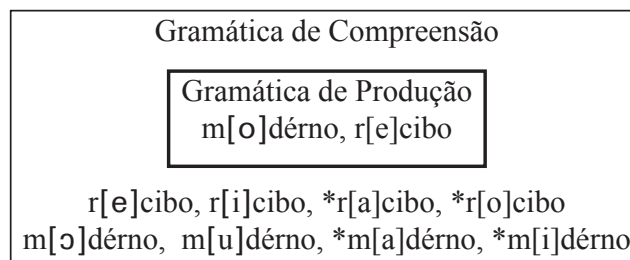 Gramática de Compreensão
Gramática de Produção
m[o]dérno, r[e]cibo
r[e]cibo, r[i]cibo, *r[a]cibo, *r[o]cibo
m[ɔ]dérno, m[u]dérno, *m[a]dérno, *m[i]dérno